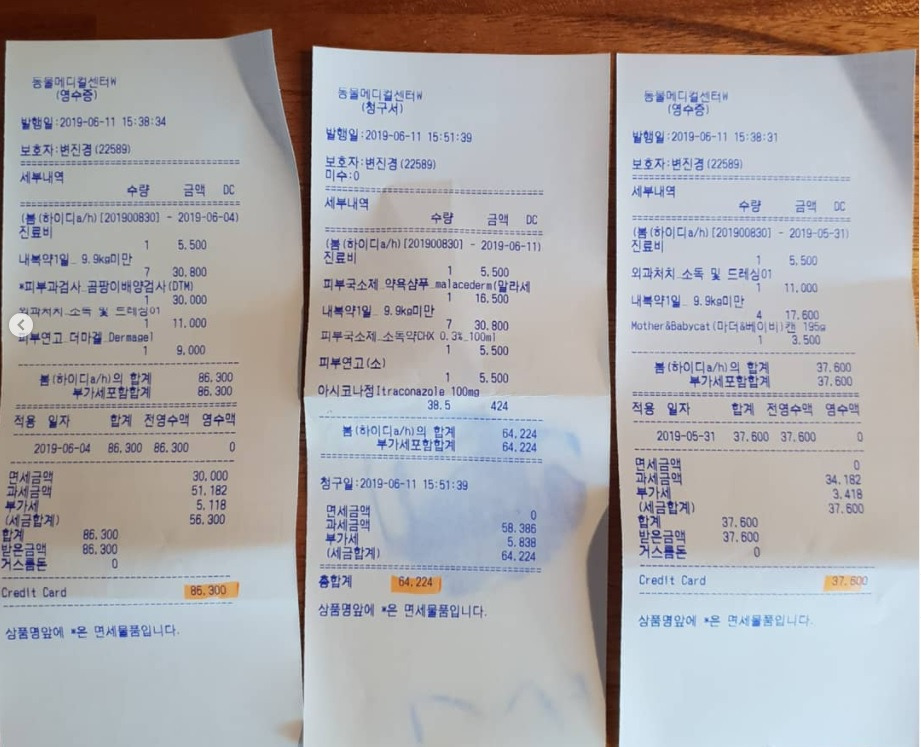 동물메디컬센터W
(영수증)
발행일:2019-06-11 15:38:34
보호자:변진경(22589)
세부내역
수량 금액 DC
(봄(하이디a/h)[201900830] - 2019-06-04)
진료비
1 5.500
내복약1일_ 9.9kg미만
7 30.800
*피부과검사_곰팡이배양검사(DTM)
1 30.000
외과처치_소독 및 드레싱01
1 11.000
피부연고_더마겔_Dermagel
1 9.000
봄(하이디a/h)의 합계 86.300
부가세포함합계 86.300
적용 일자 합계 전영수액 영수액
2019-06-04 86.300 86.300 0
면세금액 30.000
과세금액 51.182
부가세 5.118
(세금합계) 56.300
합계 86.300
받은금액 86.300
거스름돈 0
Credit Card 86.300
상품명앞에 *은 면세물품입니다.
동물메디컬센터W
(청구서)
발행일:2019-06-11 15:51:39
보호자:변진경(22589)
미수:0
세부내역
수량 금액 DC
(봄(하이디a/h)[201900830] - 2019-06-11)
진료비
1 5.500
피부국소제_약욕샴푸_malacederm(말라세
1 16.500
내복약1일_ 9.9kg미만
7 30.800
피부국소제_소독약CHX 0.3%_100ml
1 5.500
피부연고(소)
1 5.500
아시코나정Itraconazole 100mg
38.5 424
봄(하이디a/h)의 합계 64.224
부가세포함합계 64.224
청구일:2019-06-11 15:51:39
면세금액 0
과세금액 58.386
부가세 5.838
(세금합계) 64.224
총합계 64.224
상품명앞에 *은 면세물품입니다.
동물메디컬센터W
(영수증)
발행일:2019-06-11 15:38:31
보호자:변진경(22589)
세부내역
수량 금액 DC
(봄(하이디a/h)[201900830] - 2019-05-31)
진료비
1 5.500
외과처치_소독 및 드레싱01
1 11.000
내복약1일_ 9.9kg미만
4 17.600
Mother&Babycat(마더&베이비)캔 195g
1 3.500
봄(하이디a/h)의 합계 37.600
부가세포함합계 37.600
적용 일자 합계 전영수액 영수액
2019-05-31 37.600 37.600 0
면세금액 0
과세금액 34.182
부가세 3.418
(세금합계) 37.600
합계 37.600
받은금액 37.600
거스름돈 0
Credit Card 37.600
상품명앞에 *은 면세물품입니다.